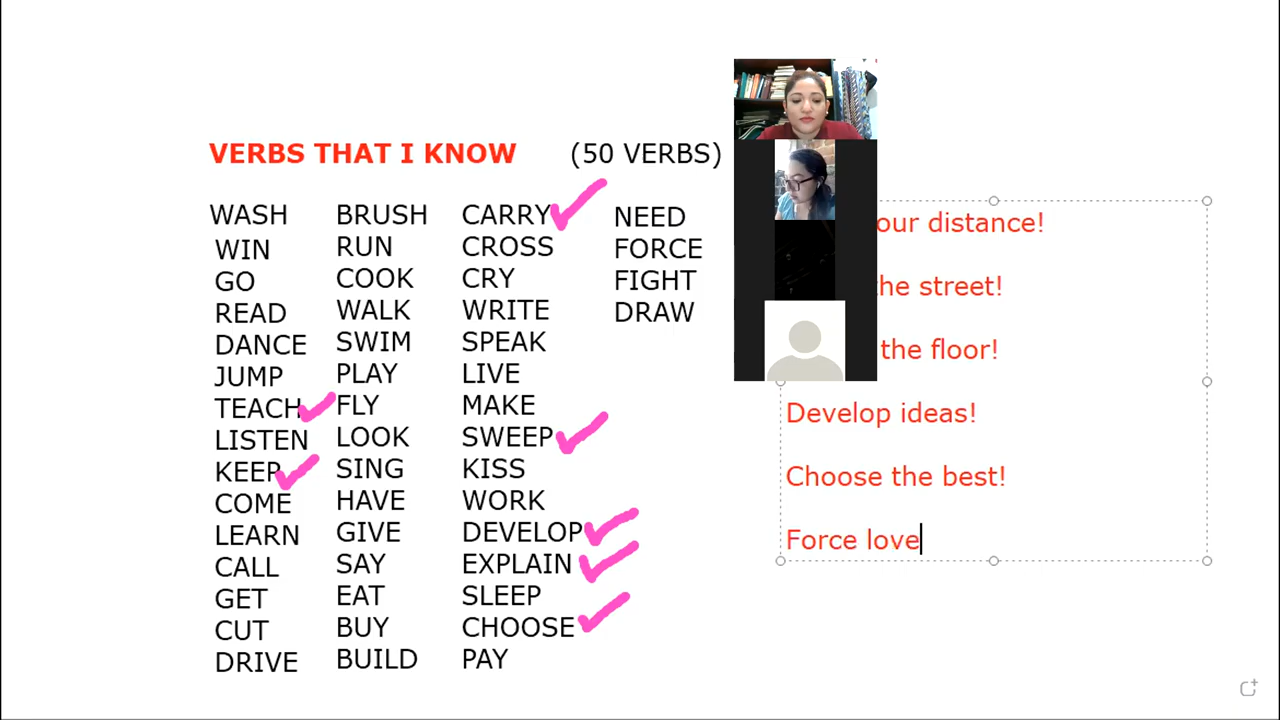 VERBS THAT I KNOW (50 VERBS)
WASH
WIN
GO
READ
DANCE
JUMP
TEACH
LISTEN
KEEP
COME
LEARN
CALL
GET
CUT
DRIVE
BRUSH
RUN
COOK
WALK
SWIM
PLAY
FLY
LOOK
SING
HAVE
GIVE
SAY
EAT
BUY
BUILD
CARRY
CROSS
CRY
WRITE
SPEAK
LIVE
MAKE
SWEEP
KISS
WORK
DEVELOP
EXPLAIN
SLEEP
CHOOSE
PAY
NEED
FORCE
FIGHT
DRAW
distance!
street!
the floor!
Develop ideas!
Choose the best!
Force love